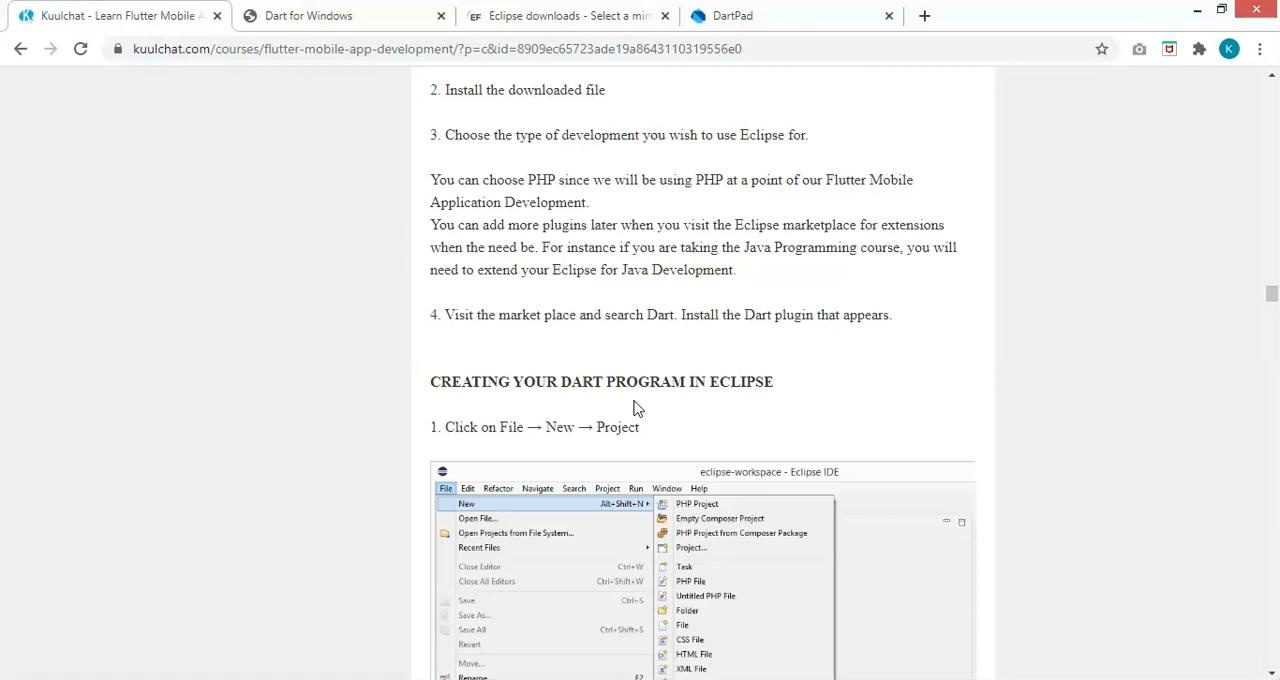 Kuulchat - Learn Flutter Mobile A
Dart for Windows
Eclipse downloads - Select a mir
DartPad
kuulchat.com/courses/flutter-mobile-app-development/?p=c&id=8909ec65723ade19a8643110319556e0
K
2. Install the downloaded file
3. Choose the type of development you wish to use Eclipse for.
You can choose PHP since we will be using PHP at a point of our Flutter Mobile
Application Development.
You can add more plugins later when you visit the Eclipse marketplace for extensions
when the need be. For instance if you are taking the Java Programming course, you will
need to extend your Eclipse for Java Development.
4. Visit the market place and search Dart. Install the Dart plugin that appears.
CREATING YOUR DART PROGRAM IN ECLIPSE
1. Click on File → New → Project
eclipse-workspace - Eclipse IDE
File Edit Refactor Navigate Search Project Run Window Help
New Alt+Shift+N
PHP Project
Open File...
Empty Composer Project
Open Projects from File System...
PHP Project from Composer Package
Recent Files
Project...
Close Editor Ctrl+W
Task
Close All Editors Ctrl+Shift+W
PHP File
Save Ctrl+S
Untitled PHP File
Save As...
Folder
Save All Ctrl+Shift+S
File
Revert
CSS File
HTML File
Move...
XML File
Rename... F2